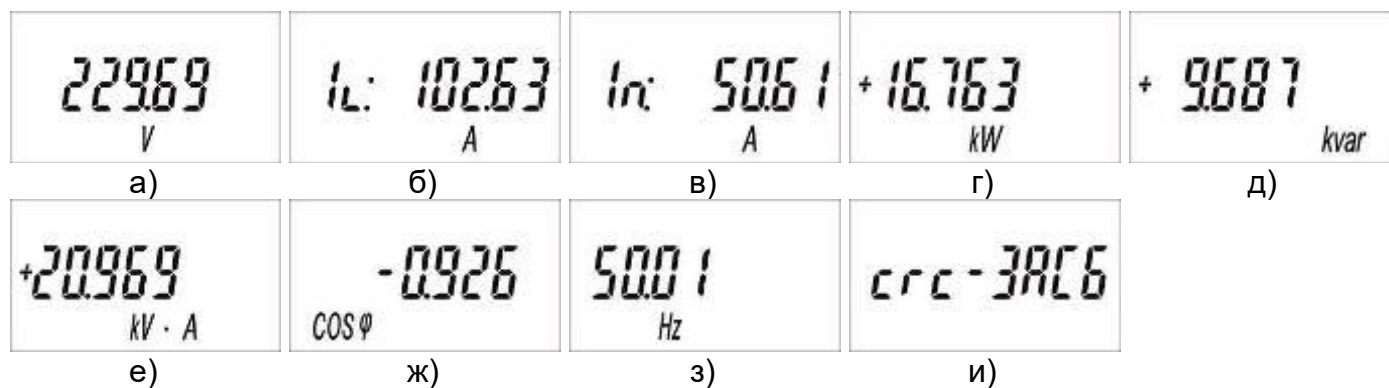 229.69
V
а)
IL: 102.63
A
б)
In: 50.61
A
в)
+16.763
kW
г)
+ 9.687
kvar
д)
+20.969
kV · A
е)
-0.926
COS φ
ж)
50.01
Hz
з)
crc-3AC6
и)